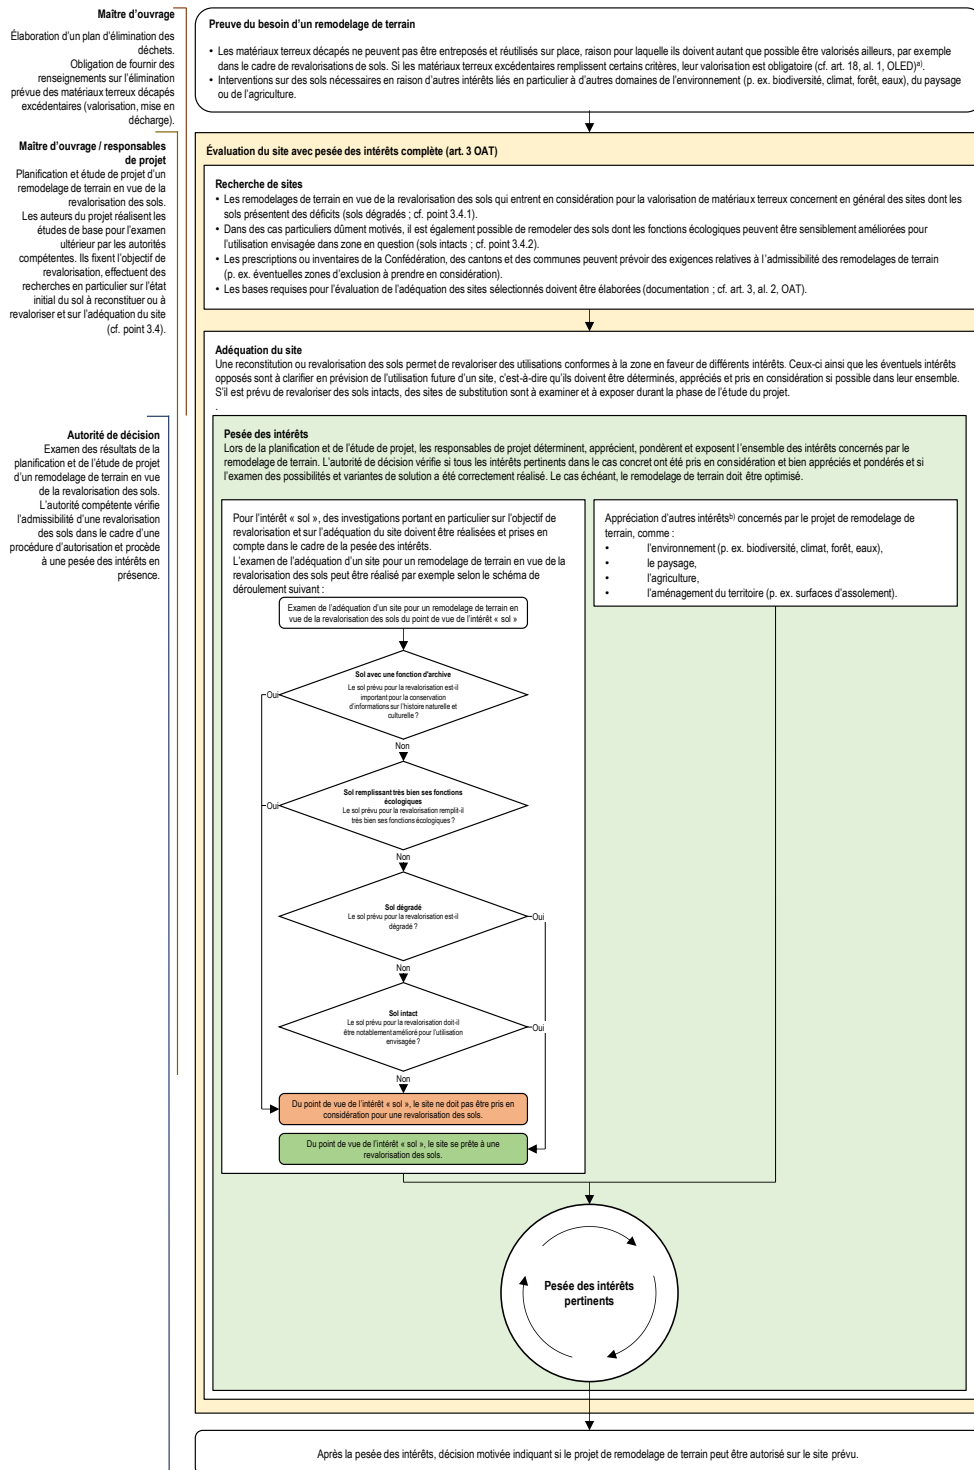 Maître d'ouvrage
Élaboration d'un plan d'élimination des
déchets.
Obligation de fournir des
renseignements sur l'élimination
prévue des matériaux terreux décapés
excédentaires (valorisation, mise en
décharge).
Maître d'ouvrage / responsables
de projet
Planification et étude de projet d'un
remodelage de terrain en vue de la
revalorisation des sols.
Les auteurs du projet réalisent les
études de base pour l'examen
ultérieur par les autorités
compétentes. Ils fixent l'objectif de
revalorisation, effectuent des
recherches en particulier sur l'état
initial du sol à reconstituer ou à
revaloriser et sur l'adéquation du site
(cf. point 3.4).
Autorité de décision
Examen des résultats de la
planification et de l'étude de projet
d'un remodelage de terrain en vue
de la revalorisation des sols.
L'autorité compétente vérifie
l'admissibilité d'une revalorisation
des sols dans le cadre d'une
procédure d'autorisation et procède
à une pesée des intérêts en
présence.
Preuve du besoin d'un remodelage de terrain
• Les matériaux terreux décapés ne peuvent pas être entreposés et réutilisés sur place, raison pour laquelle ils doivent autant que possible être valorisés ailleurs, par exemple
dans le cadre de revalorisations de sols. Si les matériaux terreux excédentaires remplissent certains critères, leur valorisation est obligatoire (cf. art. 18, al. 1, OLED)ᵃ⁾.
• Interventions sur des sols nécessaires en raison d'autres intérêts liés en particulier à d'autres domaines de l'environnement (p. ex. biodiversité, climat, forêt, eaux), du paysage
ou de l'agriculture.
Évaluation du site avec pesée des intérêts complète (art. 3 OAT)
Recherche de sites
• Les remodelages de terrain en vue de la revalorisation des sols qui entrent en considération pour la valorisation de matériaux terreux concernent en général des sites dont les
sols présentent des déficits (sols dégradés ; cf. point 3.4.1).
• Dans des cas particuliers dûment motivés, il est également possible de remodeler des sols dont les fonctions écologiques peuvent être sensiblement améliorées pour
l'utilisation envisagée dans zone en question (sols intacts ; cf. point 3.4.2).
• Les prescriptions ou inventaires de la Confédération, des cantons et des communes peuvent prévoir des exigences relatives à l'admissibilité des remodelages de terrain
(p. ex. éventuelles zones d'exclusion à prendre en considération).
• Les bases requises pour l'évaluation de l'adéquation des sites sélectionnés doivent être élaborées (documentation ; cf. art. 3, al. 2, OAT).
Adéquation du site
Une reconstitution ou revalorisation des sols permet de revaloriser des utilisations conformes à la zone en faveur de différents intérêts. Ceux-ci ainsi que les éventuels intérêts
opposés sont à clarifier en prévision de l'utilisation future d'un site, c'est-à-dire qu'ils doivent être déterminés, appréciés et pris en considération si possible dans leur ensemble.
S'il est prévu de revaloriser des sols intacts, des sites de substitution sont à examiner et à exposer durant la phase de l'étude du projet.
.
Pesée des intérêts
Lors de la planification et de l'étude de projet, les responsables de projet déterminent, apprécient, pondèrent et exposent l'ensemble des intérêts concernés par le
remodelage de terrain. L'autorité de décision vérifie si tous les intérêts pertinents dans le cas concret ont été pris en considération et bien appréciés et pondérés et si
l'examen des possibilités et variantes de solution a été correctement réalisé. Le cas échéant, le remodelage de terrain doit être optimisé.
Pour l'intérêt « sol », des investigations portant en particulier sur l'objectif de
revalorisation et sur l'adéquation du site doivent être réalisées et prises en
compte dans le cadre de la pesée des intérêts.
L'examen de l'adéquation d'un site pour un remodelage de terrain en vue de la
revalorisation des sols peut être réalisé par exemple selon le schéma de
déroulement suivant :
Examen de l'adéquation d'un site pour un remodelage de terrain en
vue de la revalorisation des sols du point de vue de l'intérêt « sol »
Sol avec une fonction d'archive
Le sol prévu pour la revalorisation est-il
important pour la conservation
d'informations sur l'histoire naturelle et
culturelle ?
Oui
Non
Sol remplissant très bien ses fonctions
écologiques
Le sol prévu pour la revalorisation remplit-il
très bien ses fonctions écologiques ?
Oui
Non
Sol dégradé
Le sol prévu pour la revalorisation est-il
dégradé ?
Oui
Non
Sol intact
Le sol prévu pour la revalorisation doit-il
être notablement amélioré pour l'utilisation
envisagée ?
Oui
Non
Du point de vue de l'intérêt « sol », le site ne doit pas être pris en
considération pour une revalorisation des sols.
Du point de vue de l'intérêt « sol », le site se prête à une
revalorisation des sols.
Appréciation d'autres intérêtsᵇ⁾ concernés par le projet de remodelage de
terrain, comme :
• l'environnement (p. ex. biodiversité, climat, forêt, eaux),
• le paysage,
• l'agriculture,
• l'aménagement du territoire (p. ex. surfaces d'assolement).
Pesée des intérêts
pertinents
Après la pesée des intérêts, décision motivée indiquant si le projet de remodelage de terrain peut être autorisé sur le site prévu.